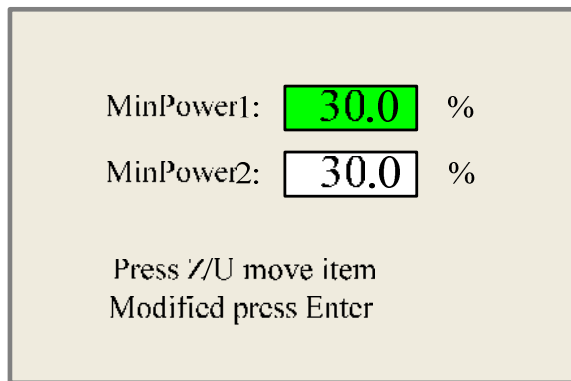 MinPower1: 30.0 %
MinPower2: 30.0 %
Press Z/U move item
Modified press Enter